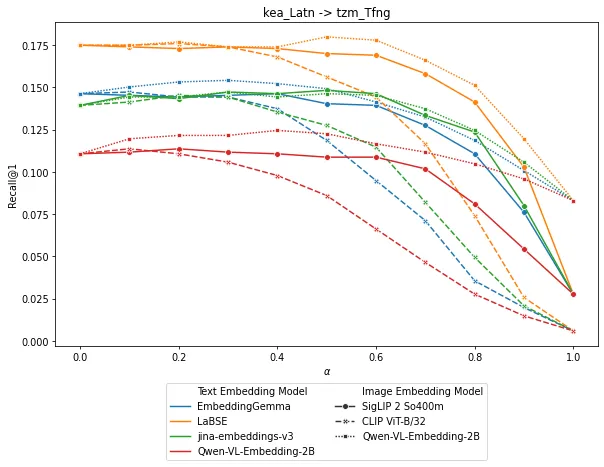 kea_Latn -> tzm_Tfng
Recall@1
0.175
0.150
0.125
0.100
0.075
0.050
0.025
0.000
0.0 0.2 0.4 0.6 0.8 1.0
α
Text Embedding Model Image Embedding Model
EmbeddingGemma SigLIP 2 So400m
LaBSE CLIP ViT-B/32
jina-embeddings-v3 Qwen-VL-Embedding-2B
Qwen-VL-Embedding-2B